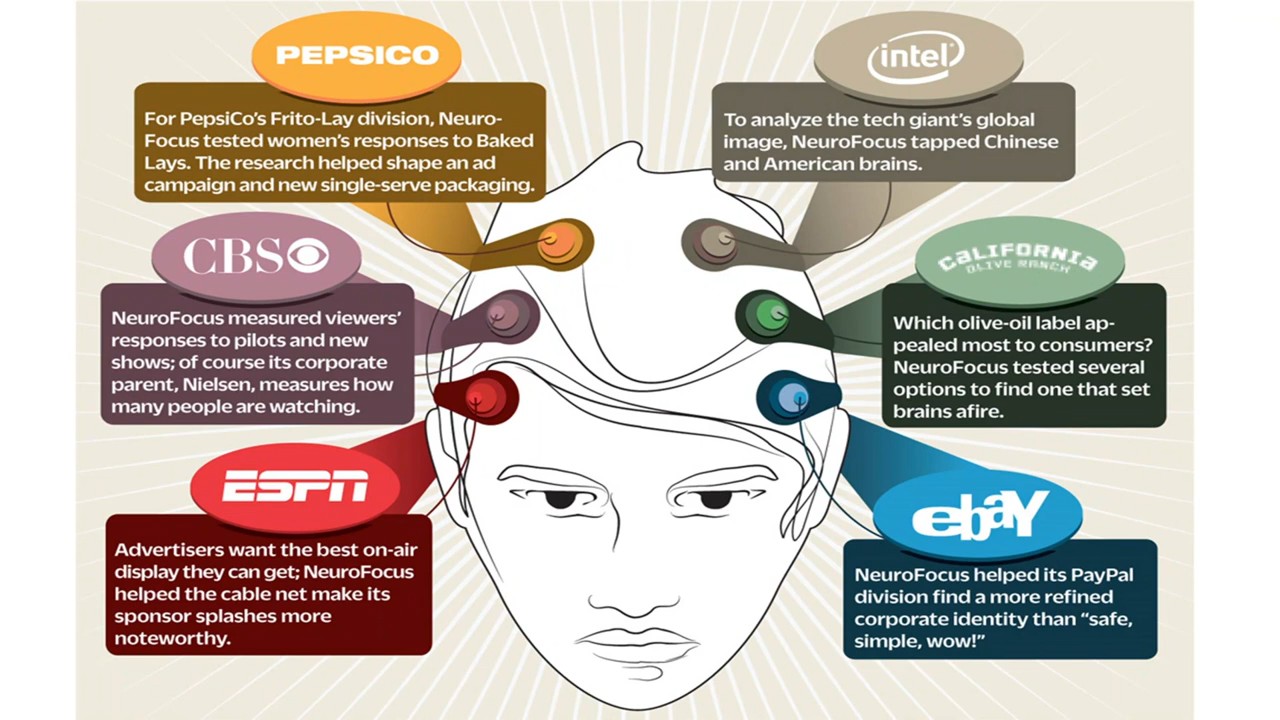 PEPSICO
For PepsiCo's Frito-Lay division, Neuro-
Focus tested women's responses to Baked
Lays. The research helped shape an ad
campaign and new single-serve packaging.
intel
To analyze the tech giant's global
image, NeuroFocus tapped Chinese
and American brains.
CBS
NeuroFocus measured viewers'
responses to pilots and new
shows; of course its corporate
parent, Nielsen, measures how
many people are watching.
CALIFORNIA
OLIVE RANCH
Which olive-oil label ap-
pealed most to consumers?
NeuroFocus tested several
options to find one that set
brains afire.
ESPN
Advertisers want the best on-air
display they can get; NeuroFocus
helped the cable net make its
sponsor splashes more
noteworthy.
ebaY
NeuroFocus helped its PayPal
division find a more refined
corporate identity than “safe,
simple, wow!”